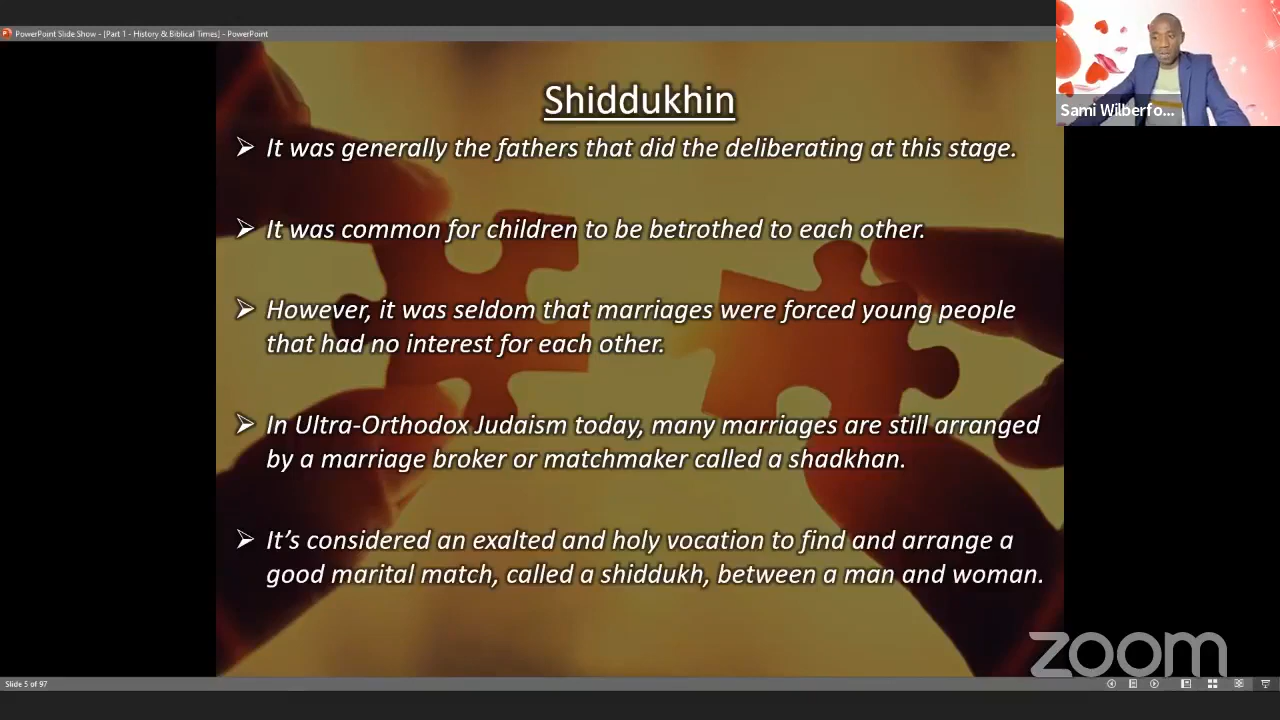 PowerPoint Slide Show - [Part 1 - History & Biblical Times] - PowerPoint
Sami Wilberfo...
Shiddukhin
➢ It was generally the fathers that did the deliberating at this stage.
➢ It was common for children to be betrothed to each other.
➢ However, it was seldom that marriages were forced young people
that had no interest for each other.
➢ In Ultra-Orthodox Judaism today, many marriages are still arranged
by a marriage broker or matchmaker called a shadkhan.
➢ It’s considered an exalted and holy vocation to find and arrange a
good marital match, called a shiddukh, between a man and woman.
zoom
Slide 5 of 97